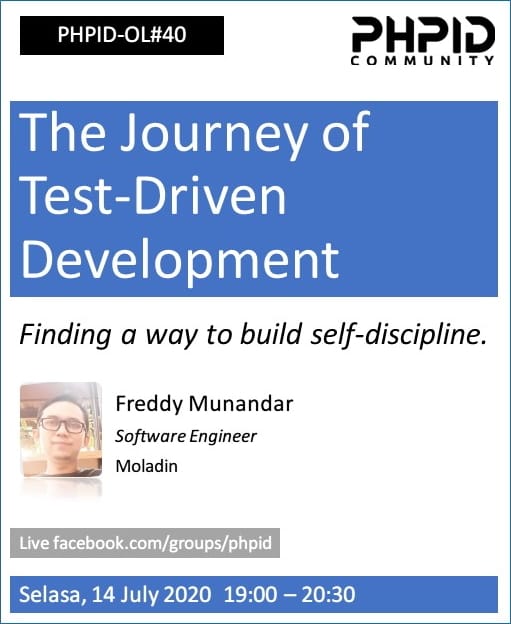 PHPID-OL#40
PHPID
COMMUNITY
The Journey of
Test-Driven
Development
Finding a way to build self-discipline.
Freddy Munandar
Software Engineer
Moladin
Live facebook.com/groups/phpid
Selasa, 14 July 2020 19:00 – 20:30